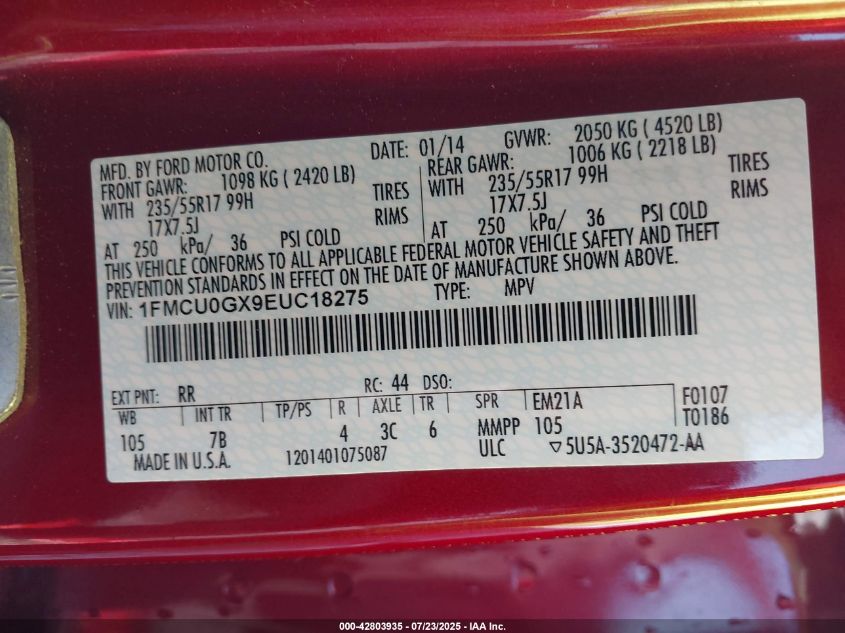 MFD. BY FORD MOTOR CO. DATE: 01/14 GVWR: 2050 KG ( 4520 LB)
FRONT GAWR: 1098 KG ( 2420 LB) REAR GAWR: 1006 KG ( 2218 LB)
WITH 235/55R17 99H TIRES WITH 235/55R17 99H TIRES
17X7.5J RIMS 17X7.5J RIMS
AT 250 kPa/ 36 PSI COLD AT 250 kPa/ 36 PSI COLD
THIS VEHICLE CONFORMS TO ALL APPLICABLE FEDERAL MOTOR VEHICLE SAFETY AND THEFT
PREVENTION STANDARDS IN EFFECT ON THE DATE OF MANUFACTURE SHOWN ABOVE.
VIN: 1FMCU0GX9EUC18275 TYPE: MPV
EXT PNT: RR RC: 44 DSO:
WB INT TR TP/PS R AXLE TR SPR EM21A F0107
105 7B 4 3C 6 MMPP 105 T0186
MADE IN U.S.A. 1201401075087 ULC ▽5U5A-3520472-AA
000-42803935 - 07/23/2025 - IAA Inc.